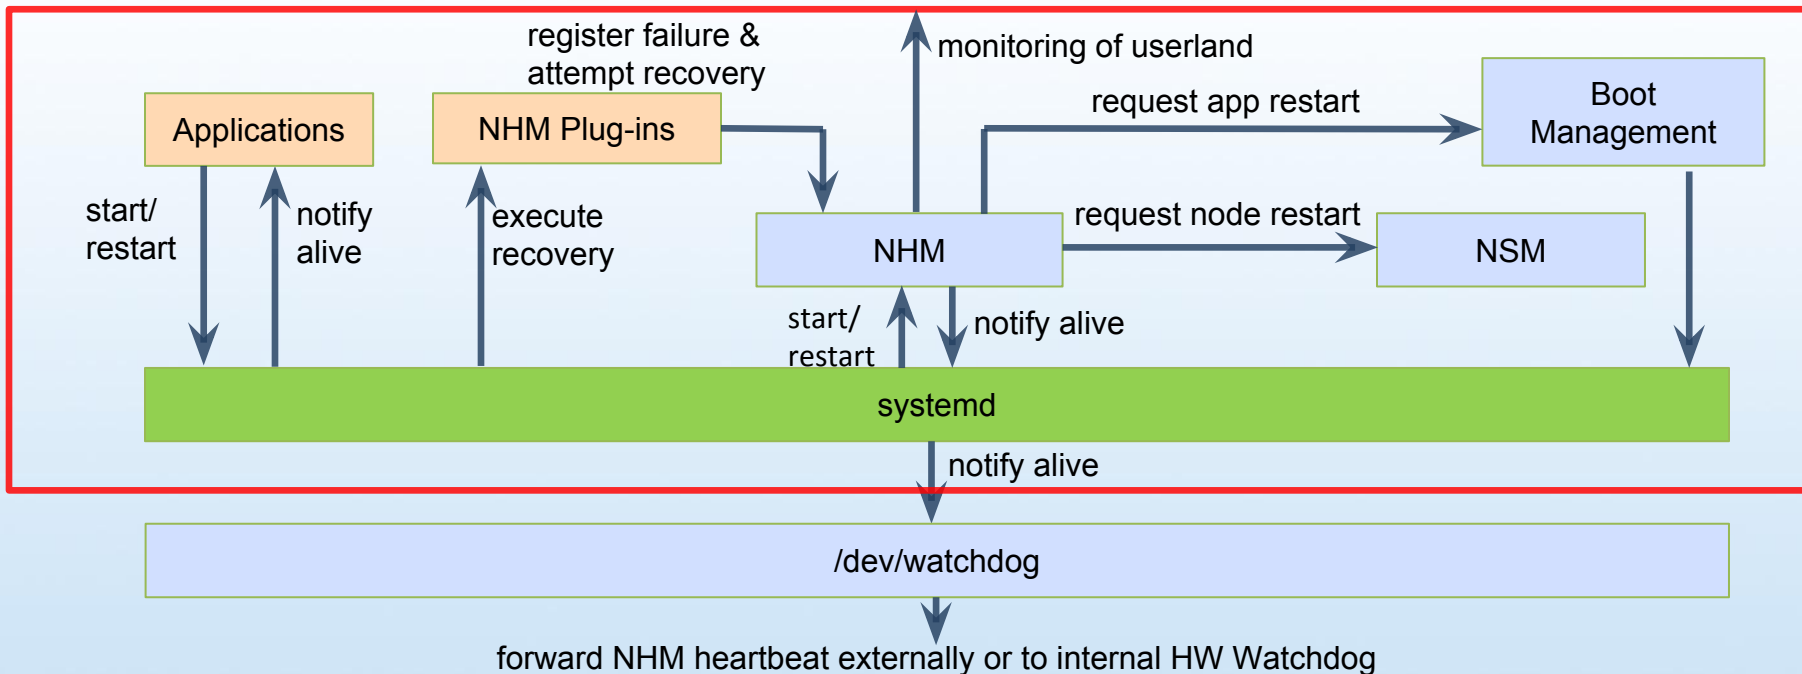 register failure &
attempt recovery
monitoring of userland
request app restart
Boot
Management
Applications
NHM Plug-ins
start/
restart
notify
alive
execute
recovery
request node restart
NHM
NSM
start/
restart
notify alive
systemd
notify alive
/dev/watchdog
forward NHM heartbeat externally or to internal HW Watchdog